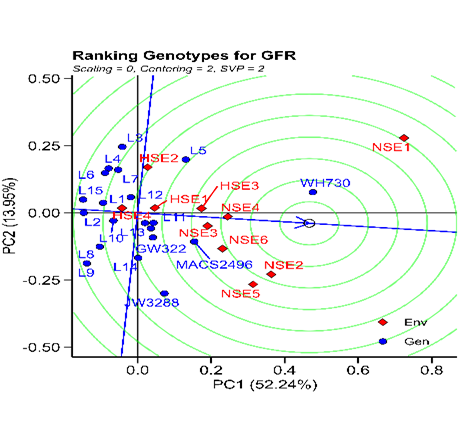 Ranking Genotypes for GFR
Scaling = 0, Centering = 2, SVP = 2
0.50
0.25
0.00
-0.25
-0.50
PC2 (13.95%)
L3
L4
L5
L6
L7
HSE2
NSE1
WH730
L15
L1
L12
HSE1
HSE3
L2
HSE4
L11
NSE4
L10
L13
NSE3
NSE6
L8
GW322
L9
L14
MACS2496
NSE2
JW3288
NSE5
Env
Gen
0.0 0.2 0.4 0.6 0.8
PC1 (52.24%)